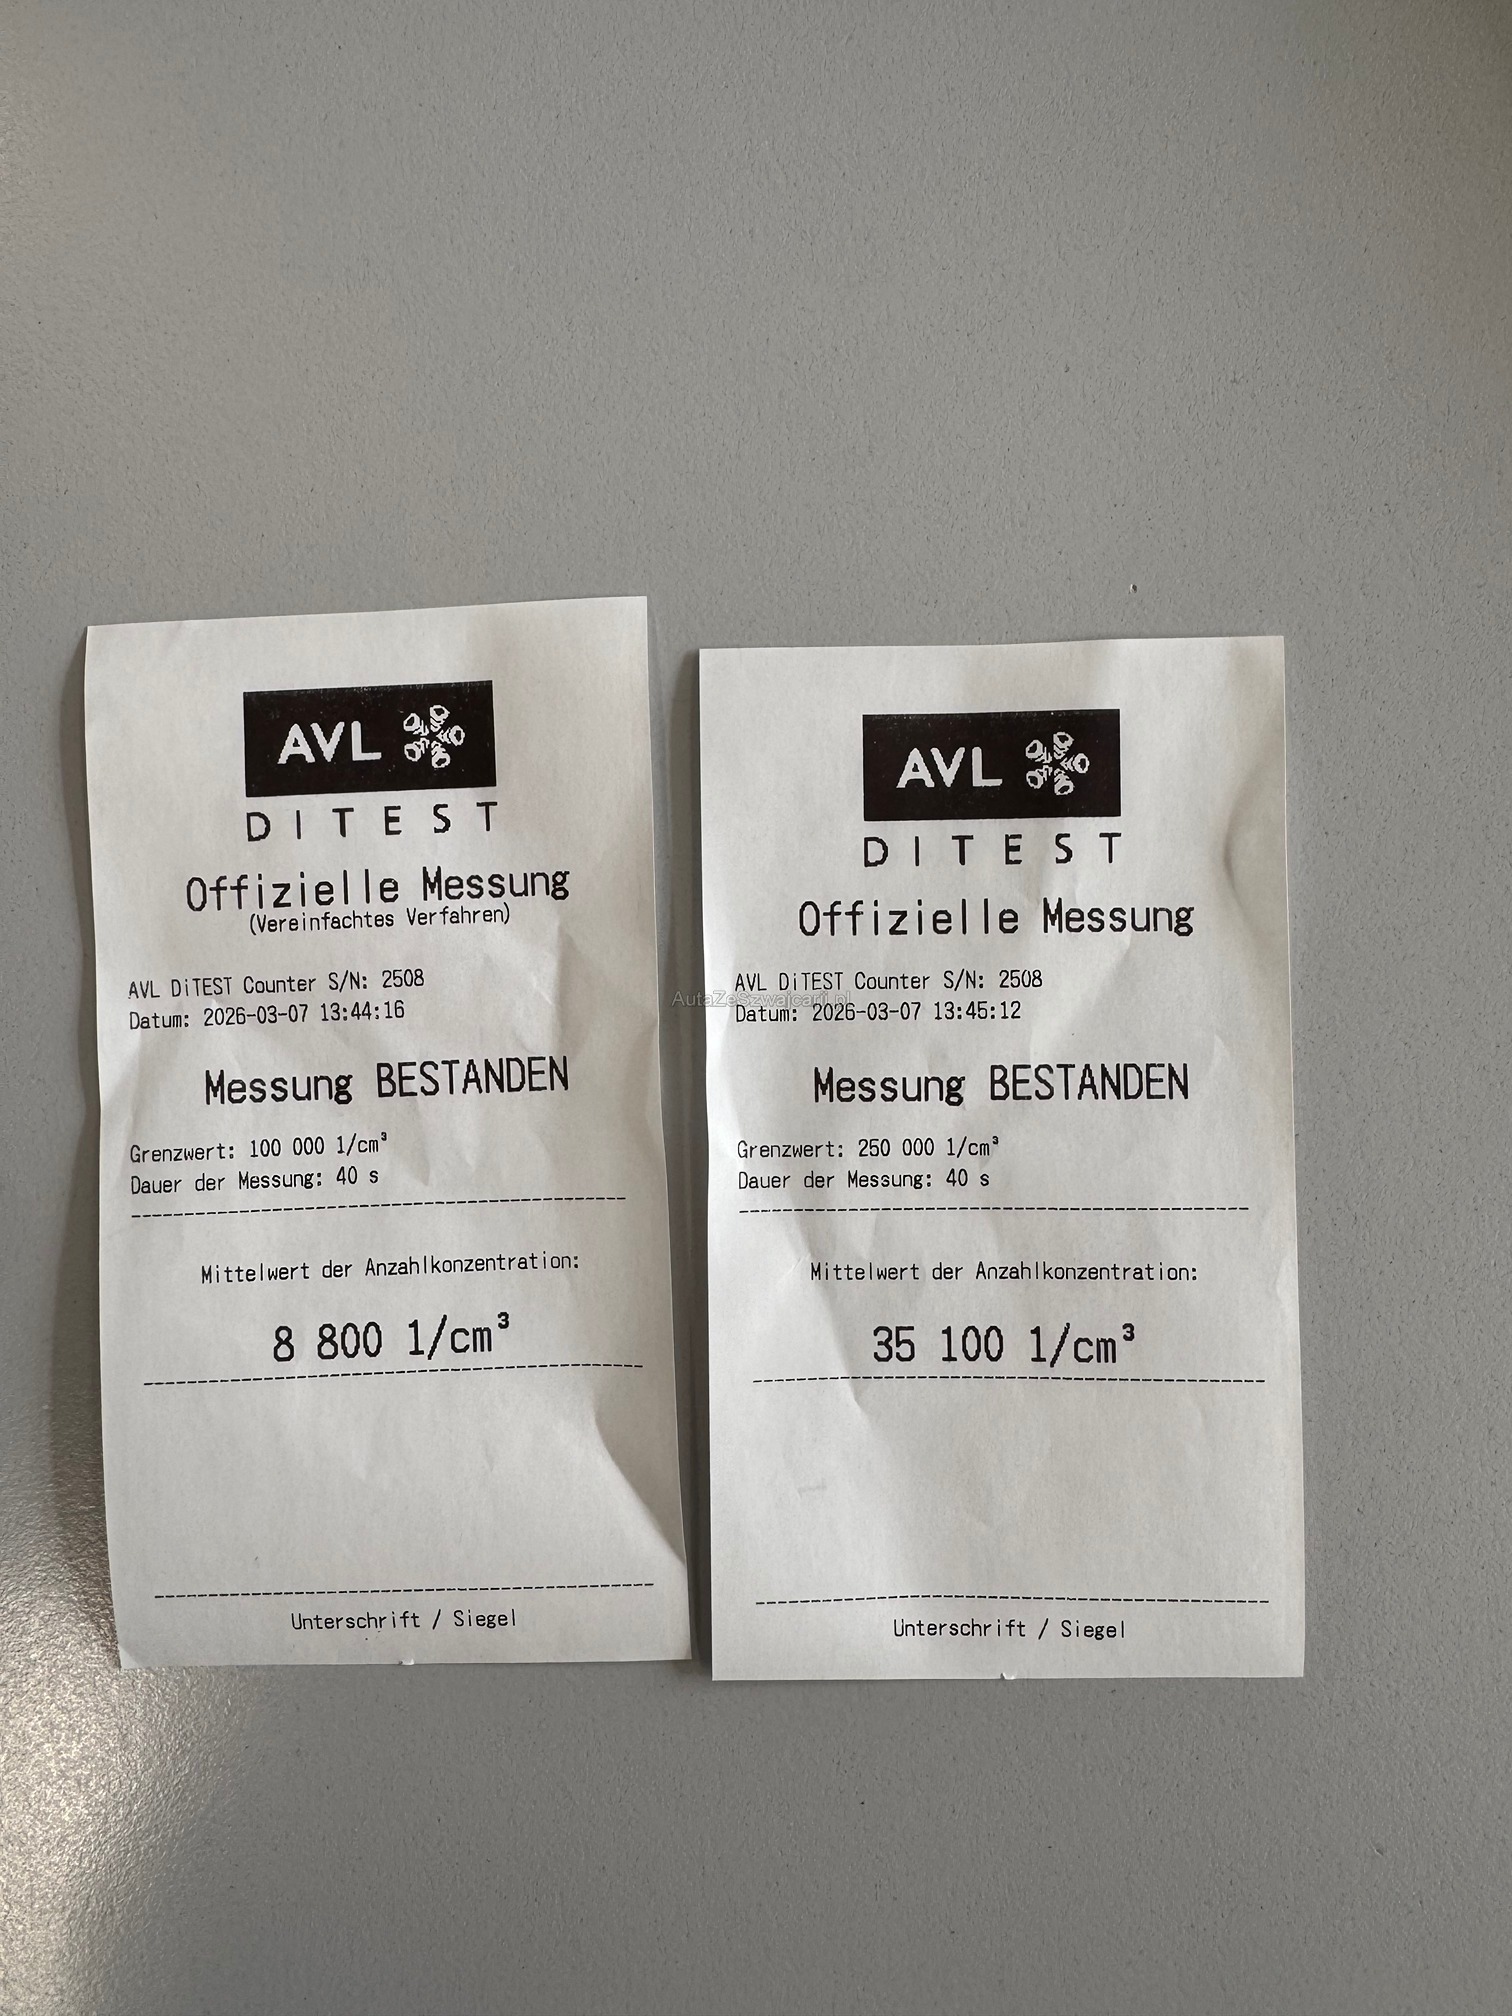 AVL
DITEST
Offizielle Messung
(Vereinfachtes Verfahren)
AVL DiTEST Counter S/N: 2508
Datum: 2026-03-07 13:44:16
Messung BESTANDEN
Grenzwert: 100 000 1/cm³
Dauer der Messung: 40 s
Mittelwert der Anzahlkonzentration:
8 800 1/cm³
Unterschrift / Siegel
AVL
DITEST
Offizielle Messung
AVL DiTEST Counter S/N: 2508
Datum: 2026-03-07 13:45:12
Messung BESTANDEN
Grenzwert: 250 000 1/cm³
Dauer der Messung: 40 s
Mittelwert der Anzahlkonzentration:
35 100 1/cm³
Unterschrift / Siegel
AutaZeSzwajcarii.pl